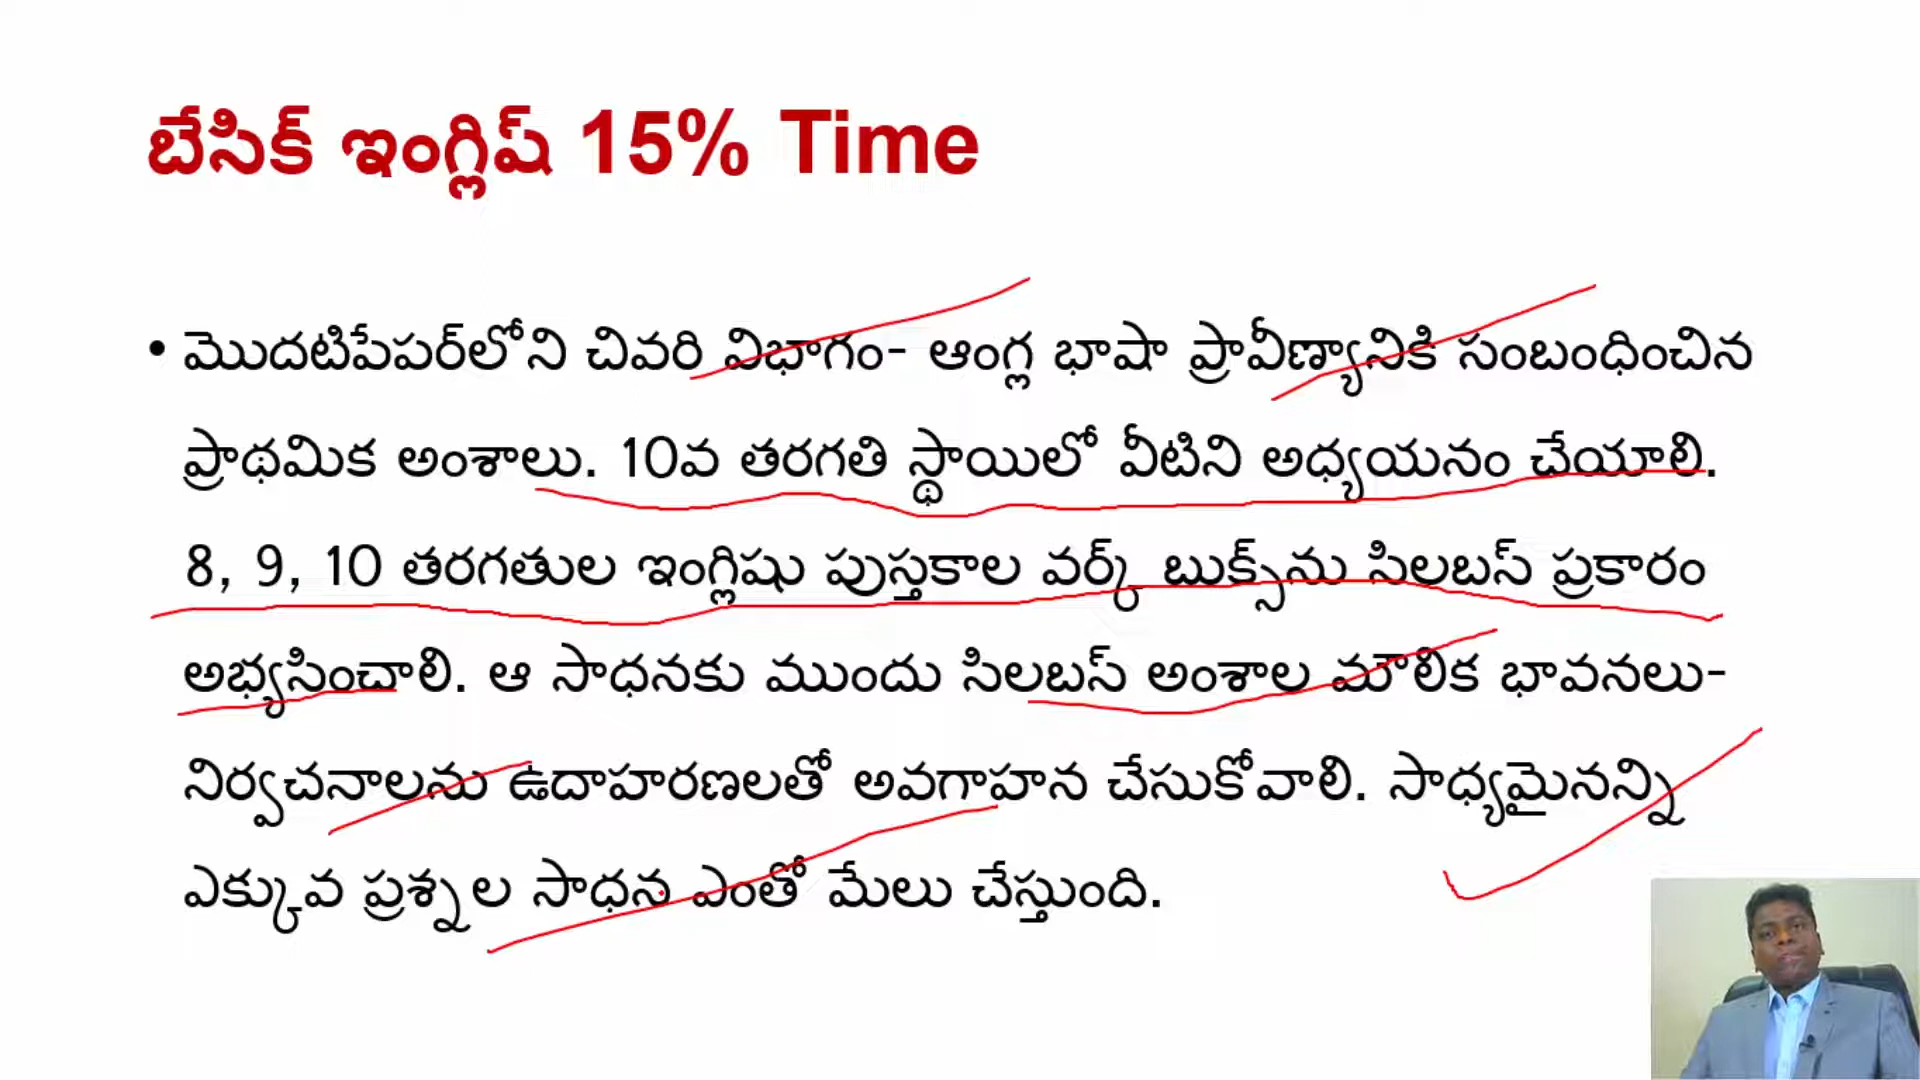 బేసిక్ ఇంగ్లిష్ 15% Time
• మొదటిపేపర్‌లోని చివరి విభాగం- ఆంగ్ల భాషా ప్రావీణ్యానికి సంబంధించిన
ప్రాథమిక అంశాలు. 10వ తరగతి స్థాయిలో వీటిని అధ్యయనం చేయాలి.
8, 9, 10 తరగతుల ఇంగ్లిషు పుస్తకాల వర్క్ బుక్స్‌ను సిలబస్ ప్రకారం
అభ్యసించాలి. ఆ సాధనకు ముందు సిలబస్ అంశాల మౌలిక భావనలు-
నిర్వచనాలను ఉదాహరణలతో అవగాహన చేసుకోవాలి. సాధ్యమైనన్ని
ఎక్కువ ప్రశ్నల సాధన ఎంతో మేలు చేస్తుంది.